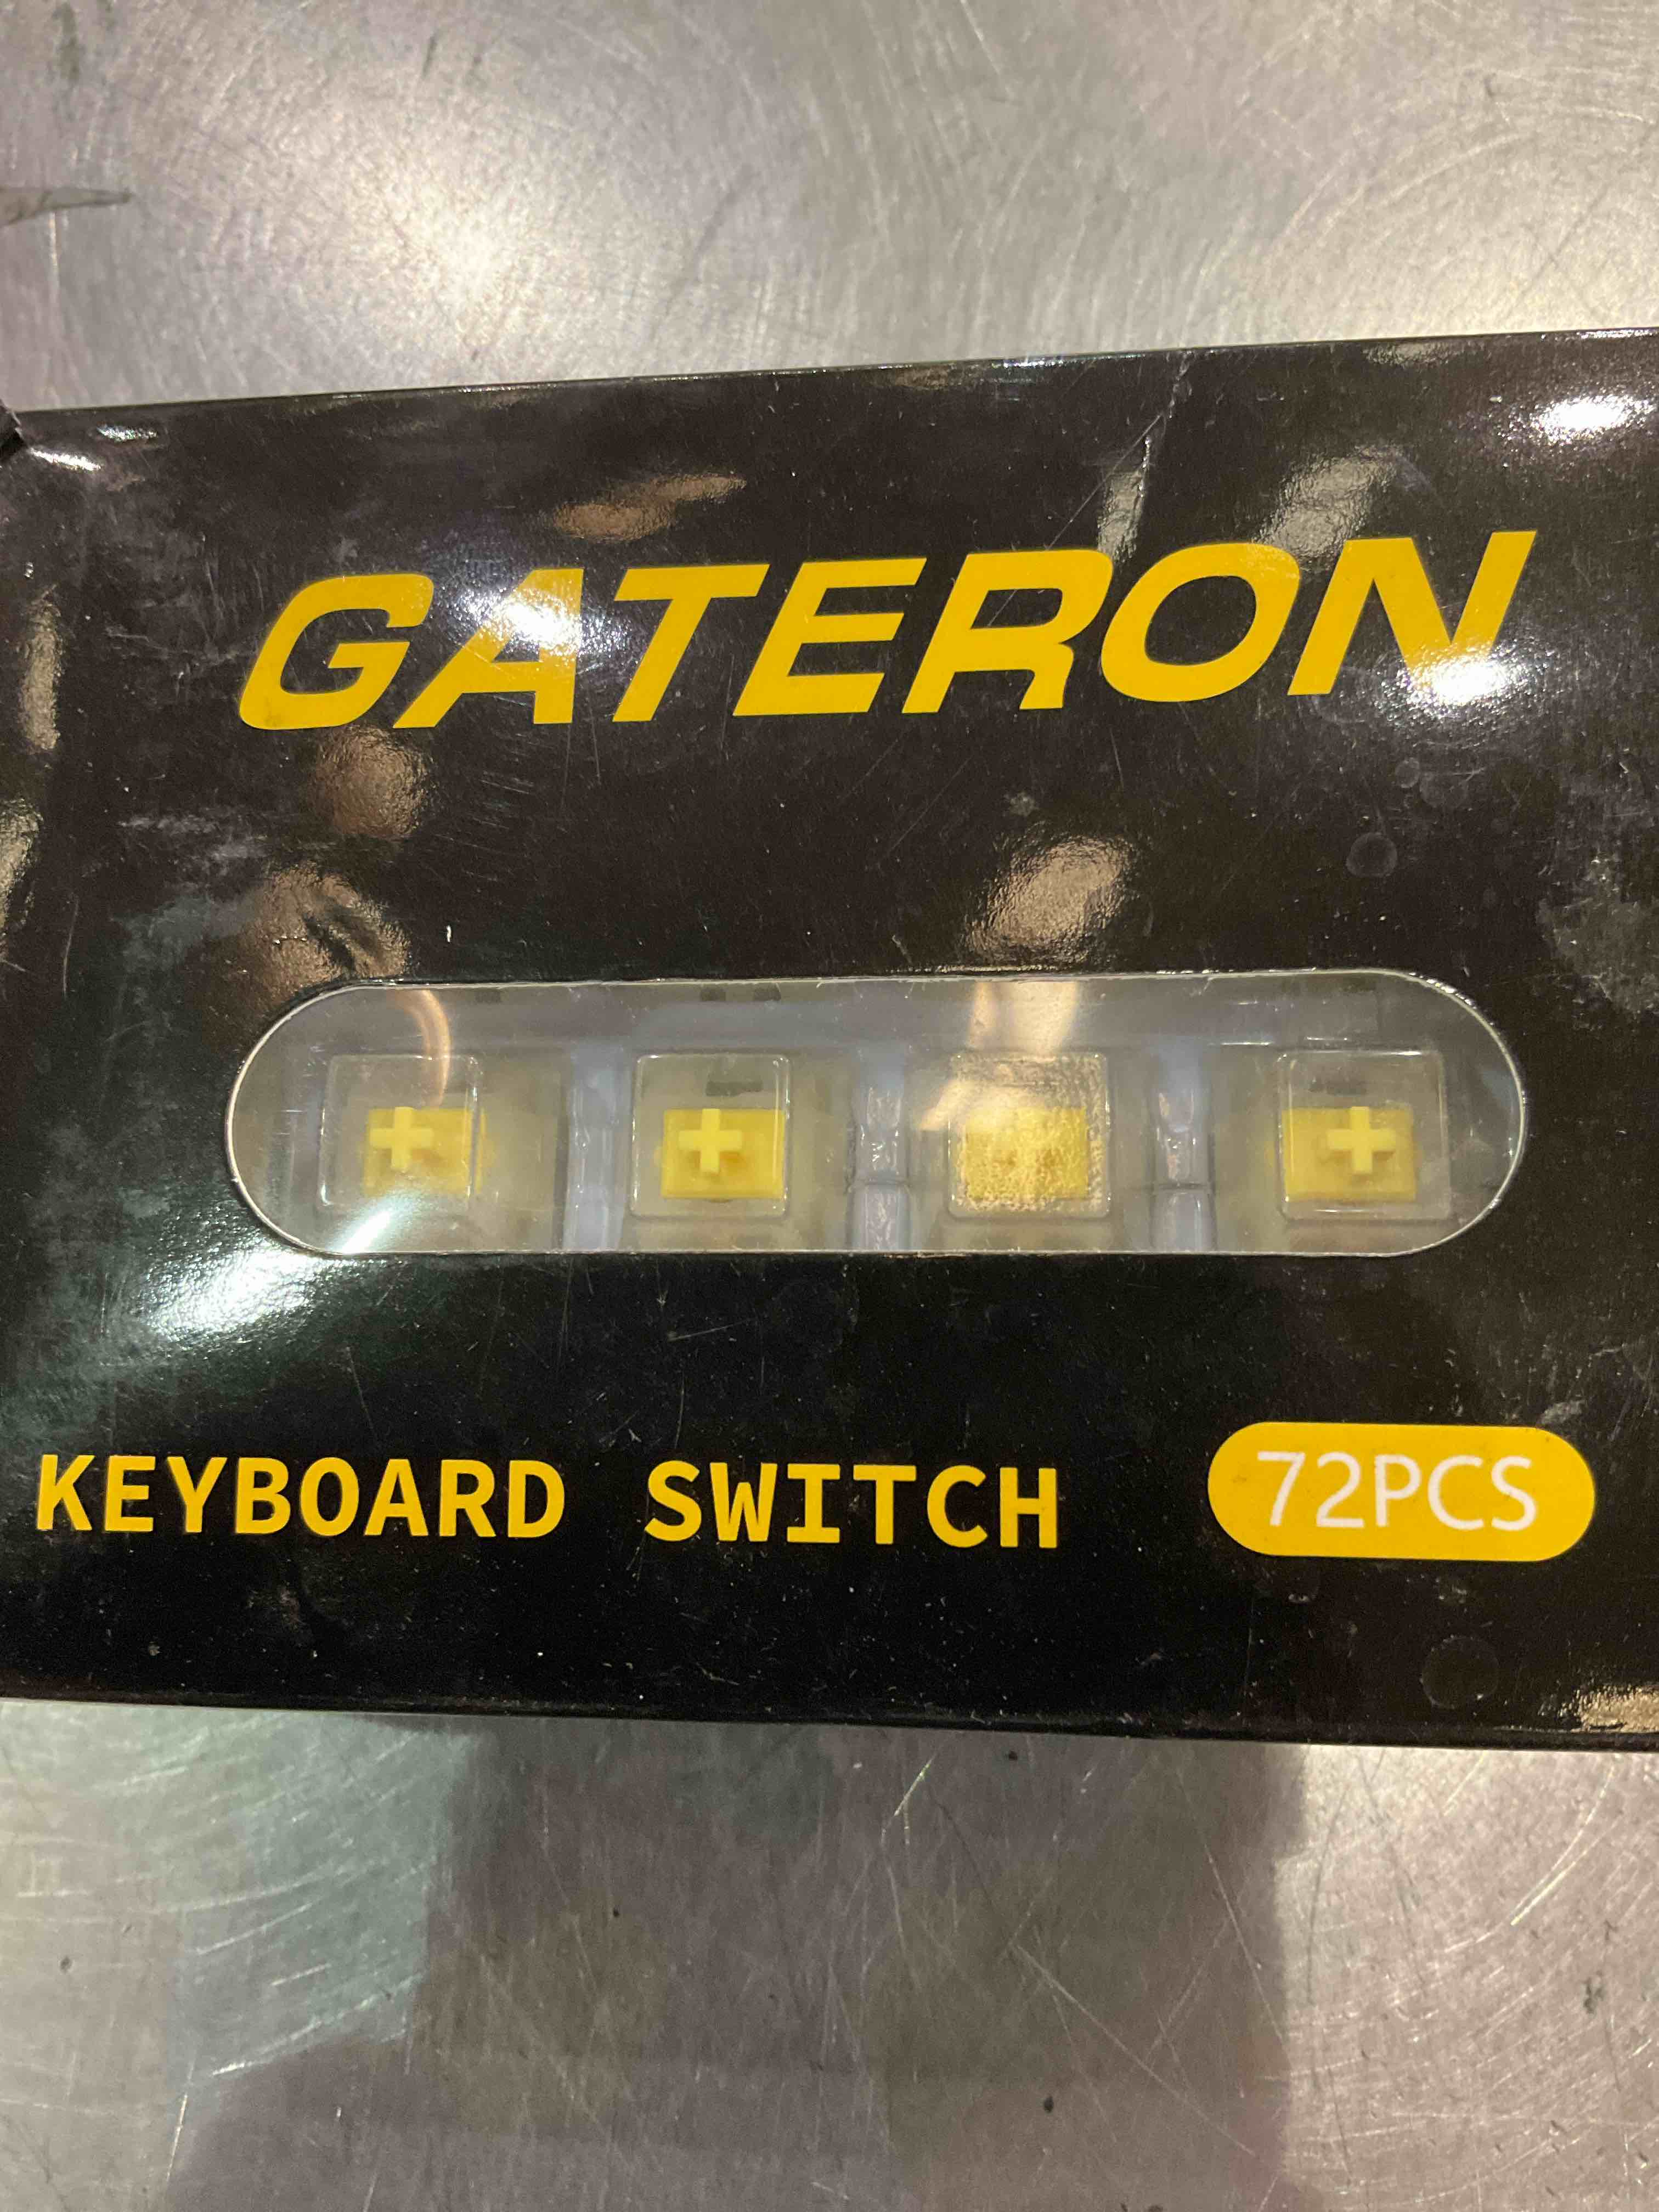 GATERON
KEYBOARD SWITCH 72PCS